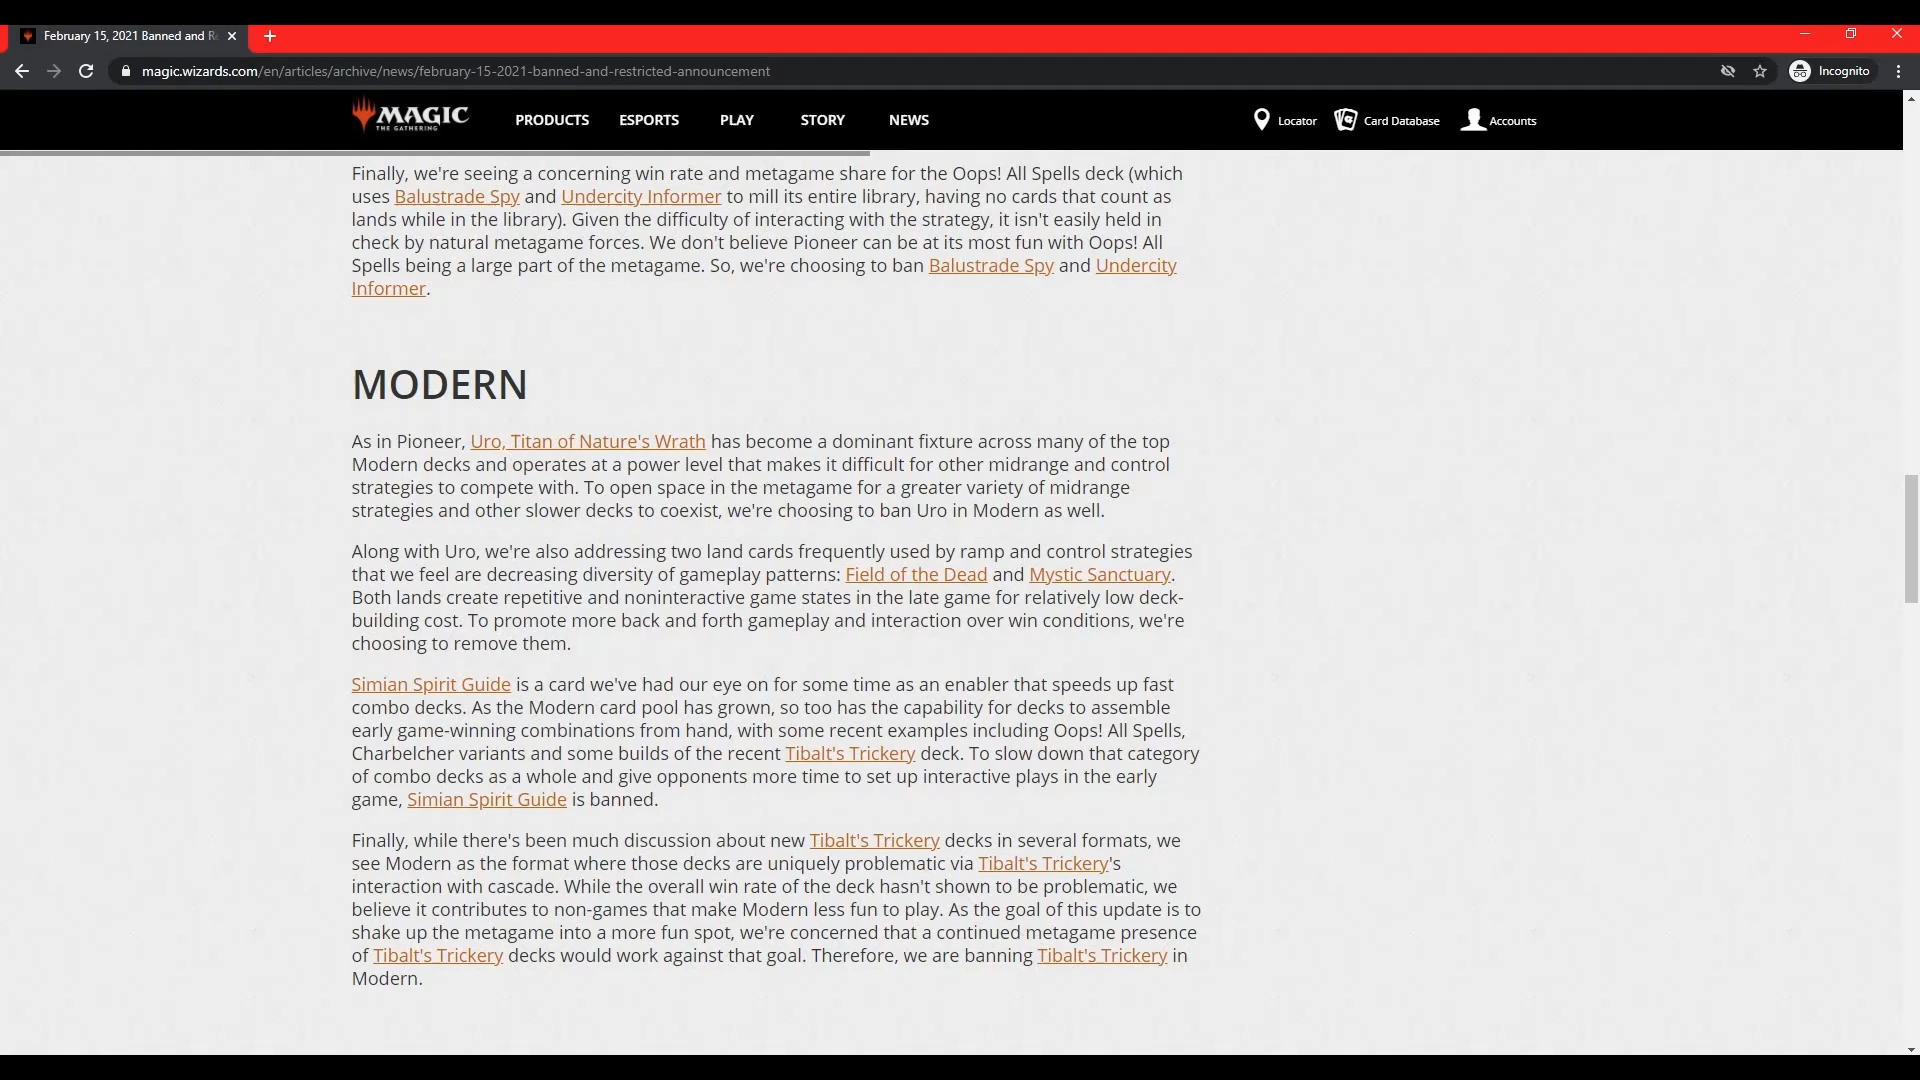 February 15, 2021 Banned and R
magic.wizards.com/en/articles/archive/news/february-15-2021-banned-and-restricted-announcement
Incognito
MAGIC
THE GATHERING
PRODUCTS
ESPORTS
PLAY
STORY
NEWS
Locator
Card Database
Accounts
Finally, we're seeing a concerning win rate and metagame share for the Oops! All Spells deck (which
uses Balustrade Spy and Undercity Informer to mill its entire library, having no cards that count as
lands while in the library). Given the difficulty of interacting with the strategy, it isn't easily held in
check by natural metagame forces. We don't believe Pioneer can be at its most fun with Oops! All
Spells being a large part of the metagame. So, we're choosing to ban Balustrade Spy and Undercity
Informer.
MODERN
As in Pioneer, Uro, Titan of Nature's Wrath has become a dominant fixture across many of the top
Modern decks and operates at a power level that makes it difficult for other midrange and control
strategies to compete with. To open space in the metagame for a greater variety of midrange
strategies and other slower decks to coexist, we're choosing to ban Uro in Modern as well.
Along with Uro, we're also addressing two land cards frequently used by ramp and control strategies
that we feel are decreasing diversity of gameplay patterns: Field of the Dead and Mystic Sanctuary.
Both lands create repetitive and noninteractive game states in the late game for relatively low deck-
building cost. To promote more back and forth gameplay and interaction over win conditions, we're
choosing to remove them.
Simian Spirit Guide is a card we've had our eye on for some time as an enabler that speeds up fast
combo decks. As the Modern card pool has grown, so too has the capability for decks to assemble
early game-winning combinations from hand, with some recent examples including Oops! All Spells,
Charbelcher variants and some builds of the recent Tibalt's Trickery deck. To slow down that category
of combo decks as a whole and give opponents more time to set up interactive plays in the early
game, Simian Spirit Guide is banned.
Finally, while there's been much discussion about new Tibalt's Trickery decks in several formats, we
see Modern as the format where those decks are uniquely problematic via Tibalt's Trickery's
interaction with cascade. While the overall win rate of the deck hasn't shown to be problematic, we
believe it contributes to non-games that make Modern less fun to play. As the goal of this update is to
shake up the metagame into a more fun spot, we're concerned that a continued metagame presence
of Tibalt's Trickery decks would work against that goal. Therefore, we are banning Tibalt's Trickery in
Modern.